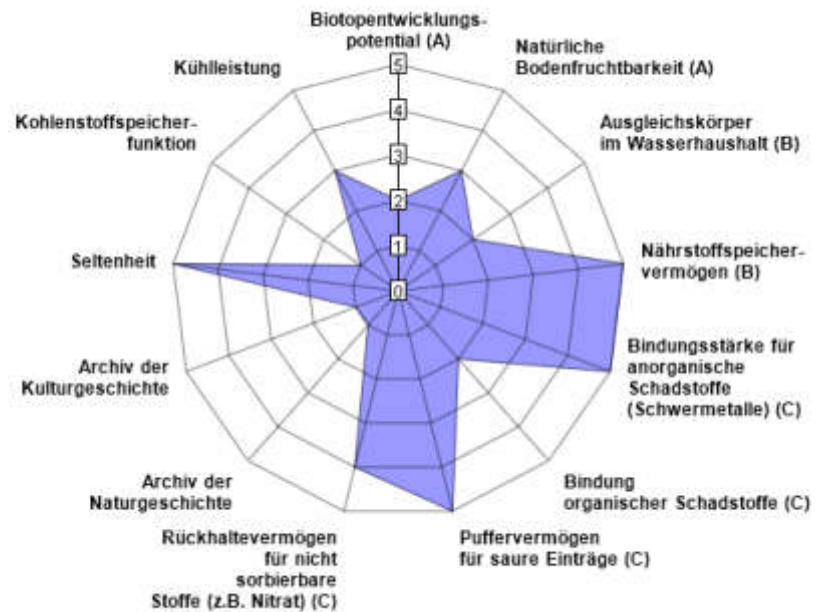 Biotopentwicklungs-
potential (A)
Natürliche
Bodenfruchtbarkeit (A)
Ausgleichskörper
im Wasserhaushalt (B)
Nährstoffspeicher-
vermögen (B)
Bindungsstärke für
anorganische
Schadstoffe
(Schwermetalle) (C)
Bindung
organischer Schadstoffe (C)
Puffervermögen
für saure Einträge (C)
Rückhaltevermögen
für nicht
sorbierbare
Stoffe (z.B. Nitrat) (C)
Archiv der
Naturgeschichte
Archiv der
Kulturgeschichte
Seltenheit
Kohlenstoffspeicher-
funktion
Kühlleistung
5
4
3
2
1
0